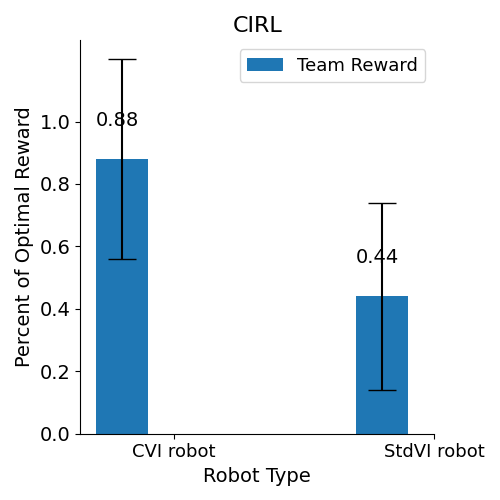 CIRL
Team Reward
Percent of Optimal Reward
1.0
0.8
0.6
0.4
0.2
0.0
0.88
0.44
CVI robot
StdVI robot
Robot Type